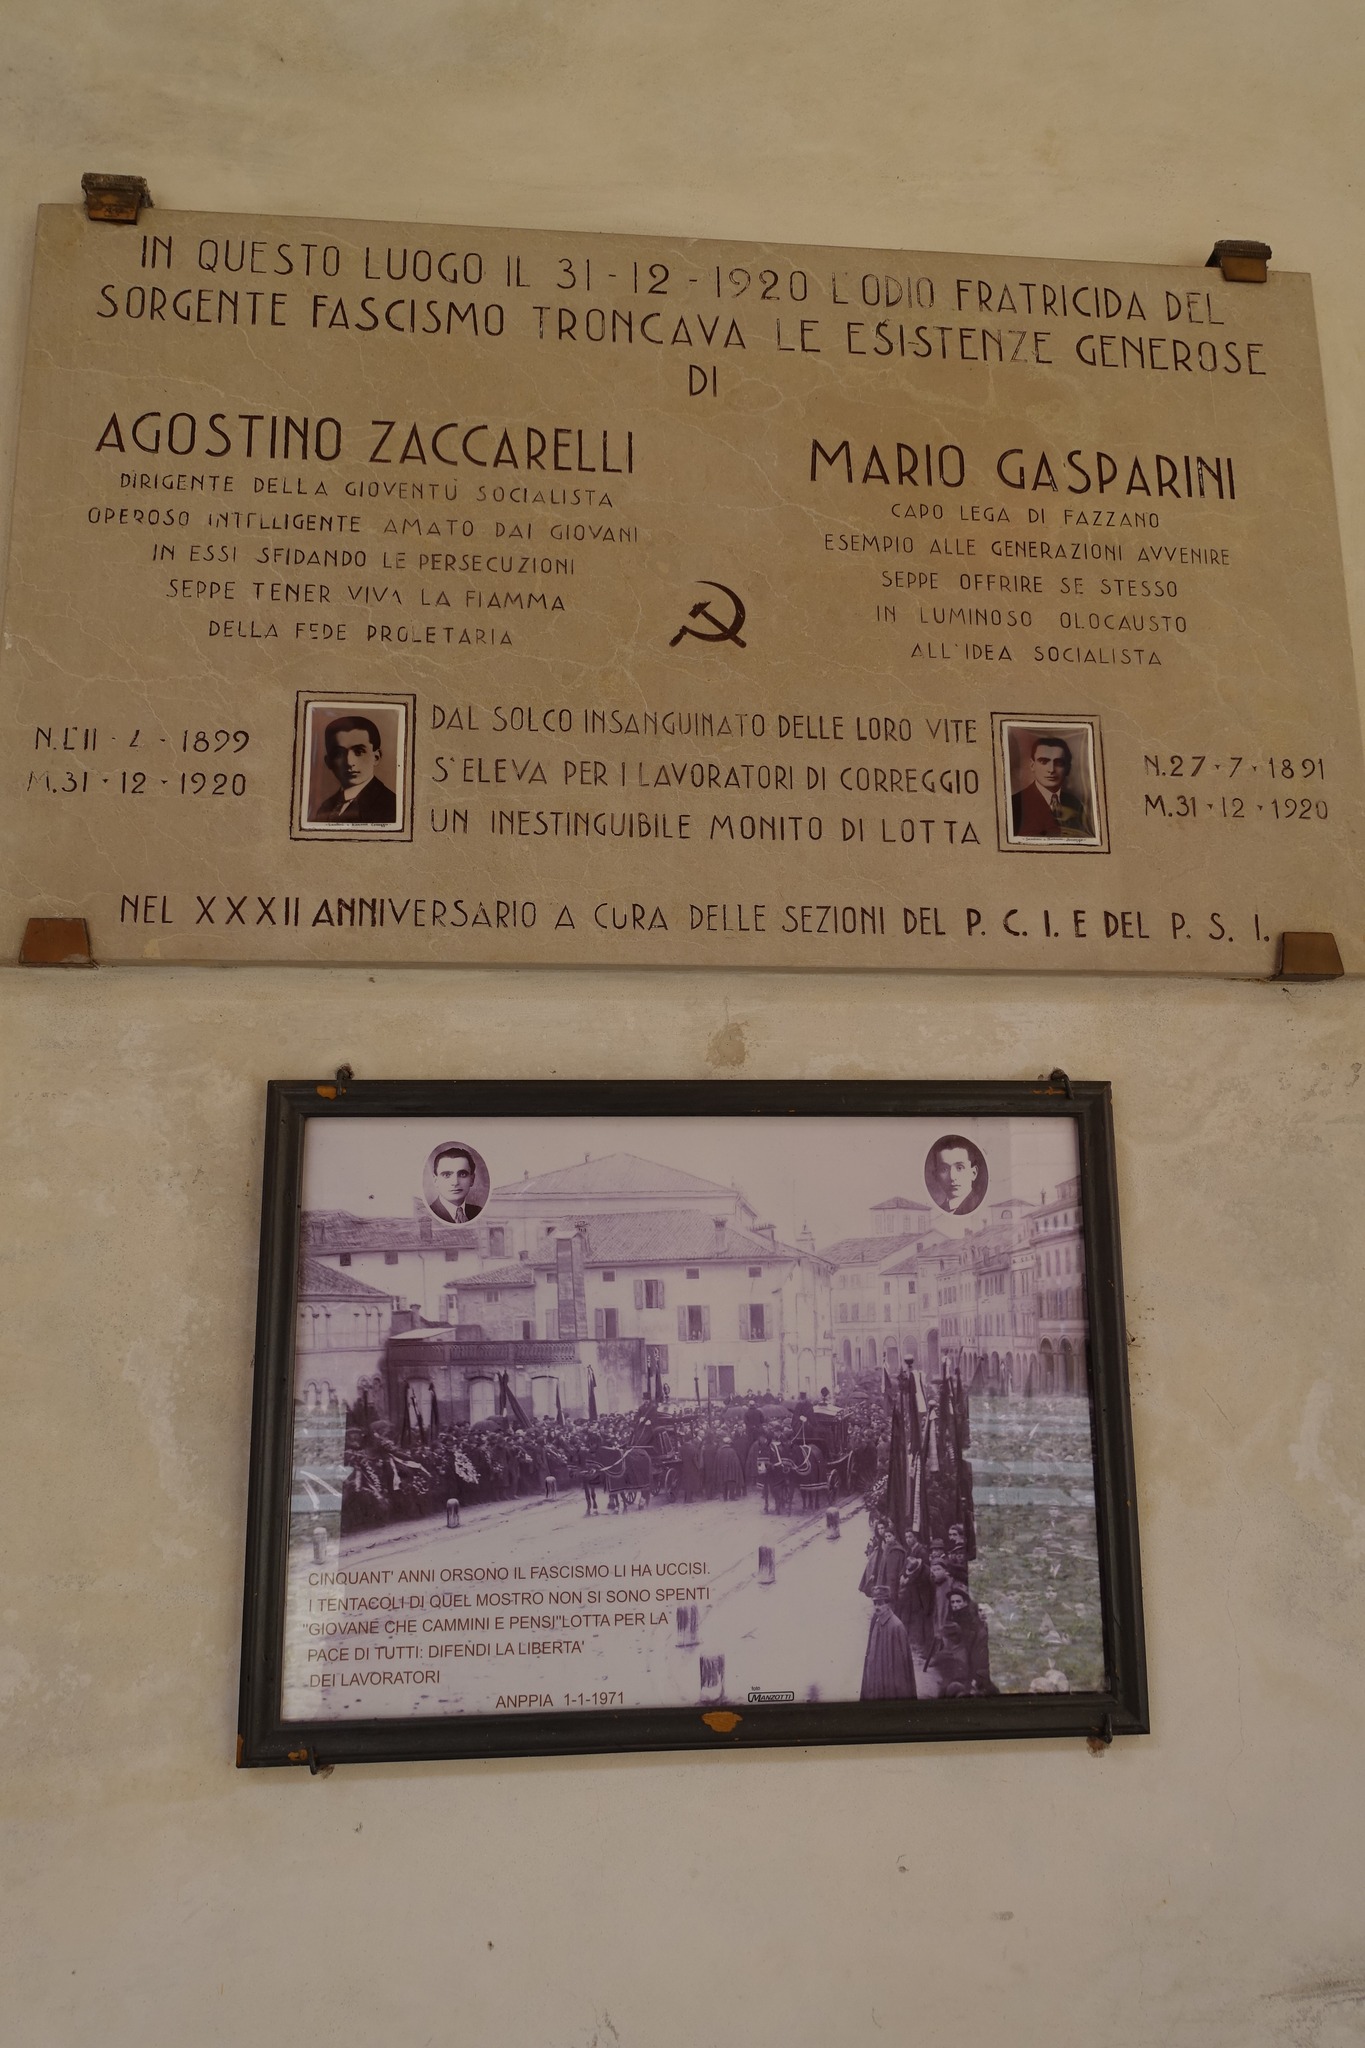 IN QUESTO LUOGO IL 31-12-1920 L'ODIO FRATRICIDA DEL
SORGENTE FASCISMO TRONCAVA LE ESISTENZE GENEROSE
DI
AGOSTINO ZACCARELLI
DIRIGENTE DELLA GIOVENTÙ SOCIALISTA
OPEROSO INTELLIGENTE AMATO DAI GIOVANI
IN ESSI SFIDANDO LE PERSECUZIONI
SEPPE TENER VIVA LA FIAMMA
DELLA FEDE PROLETARIA
MARIO GASPARINI
CAPO LEGA DI FAZZANO
ESEMPIO ALLE GENERAZIONI AVVENIRE
SEPPE OFFRIRE SE STESSO
IN LUMINOSO OLOCAUSTO
ALL'IDEA SOCIALISTA
1899
M.31·12·1920
DAL SOLCO INSANGUINATO DELLE LORO VITE
S'ELEVA PER I LAVORATORI DI CORREGGIO
UN INESTINGUIBILE MONITO DI LOTTA
N.27·7·1891
M.31·12·1920
NEL XXXII ANNIVERSARIO A CURA DELLE SEZIONI DEL P. C. I. E DEL P. S. I.
CINQUANT' ANNI ORSONO IL FASCISMO LI HA UCCISI.
I TENTACOLI DI QUEL MOSTRO NON SI SONO SPENTI
"GIOVANE CHE CAMMINI E PENSI"LOTTA PER LA
PACE DI TUTTI: DIFENDI LA LIBERTA'
DEI LAVORATORI
ANPPIA 1-1-1971
foto
MANZOTTI